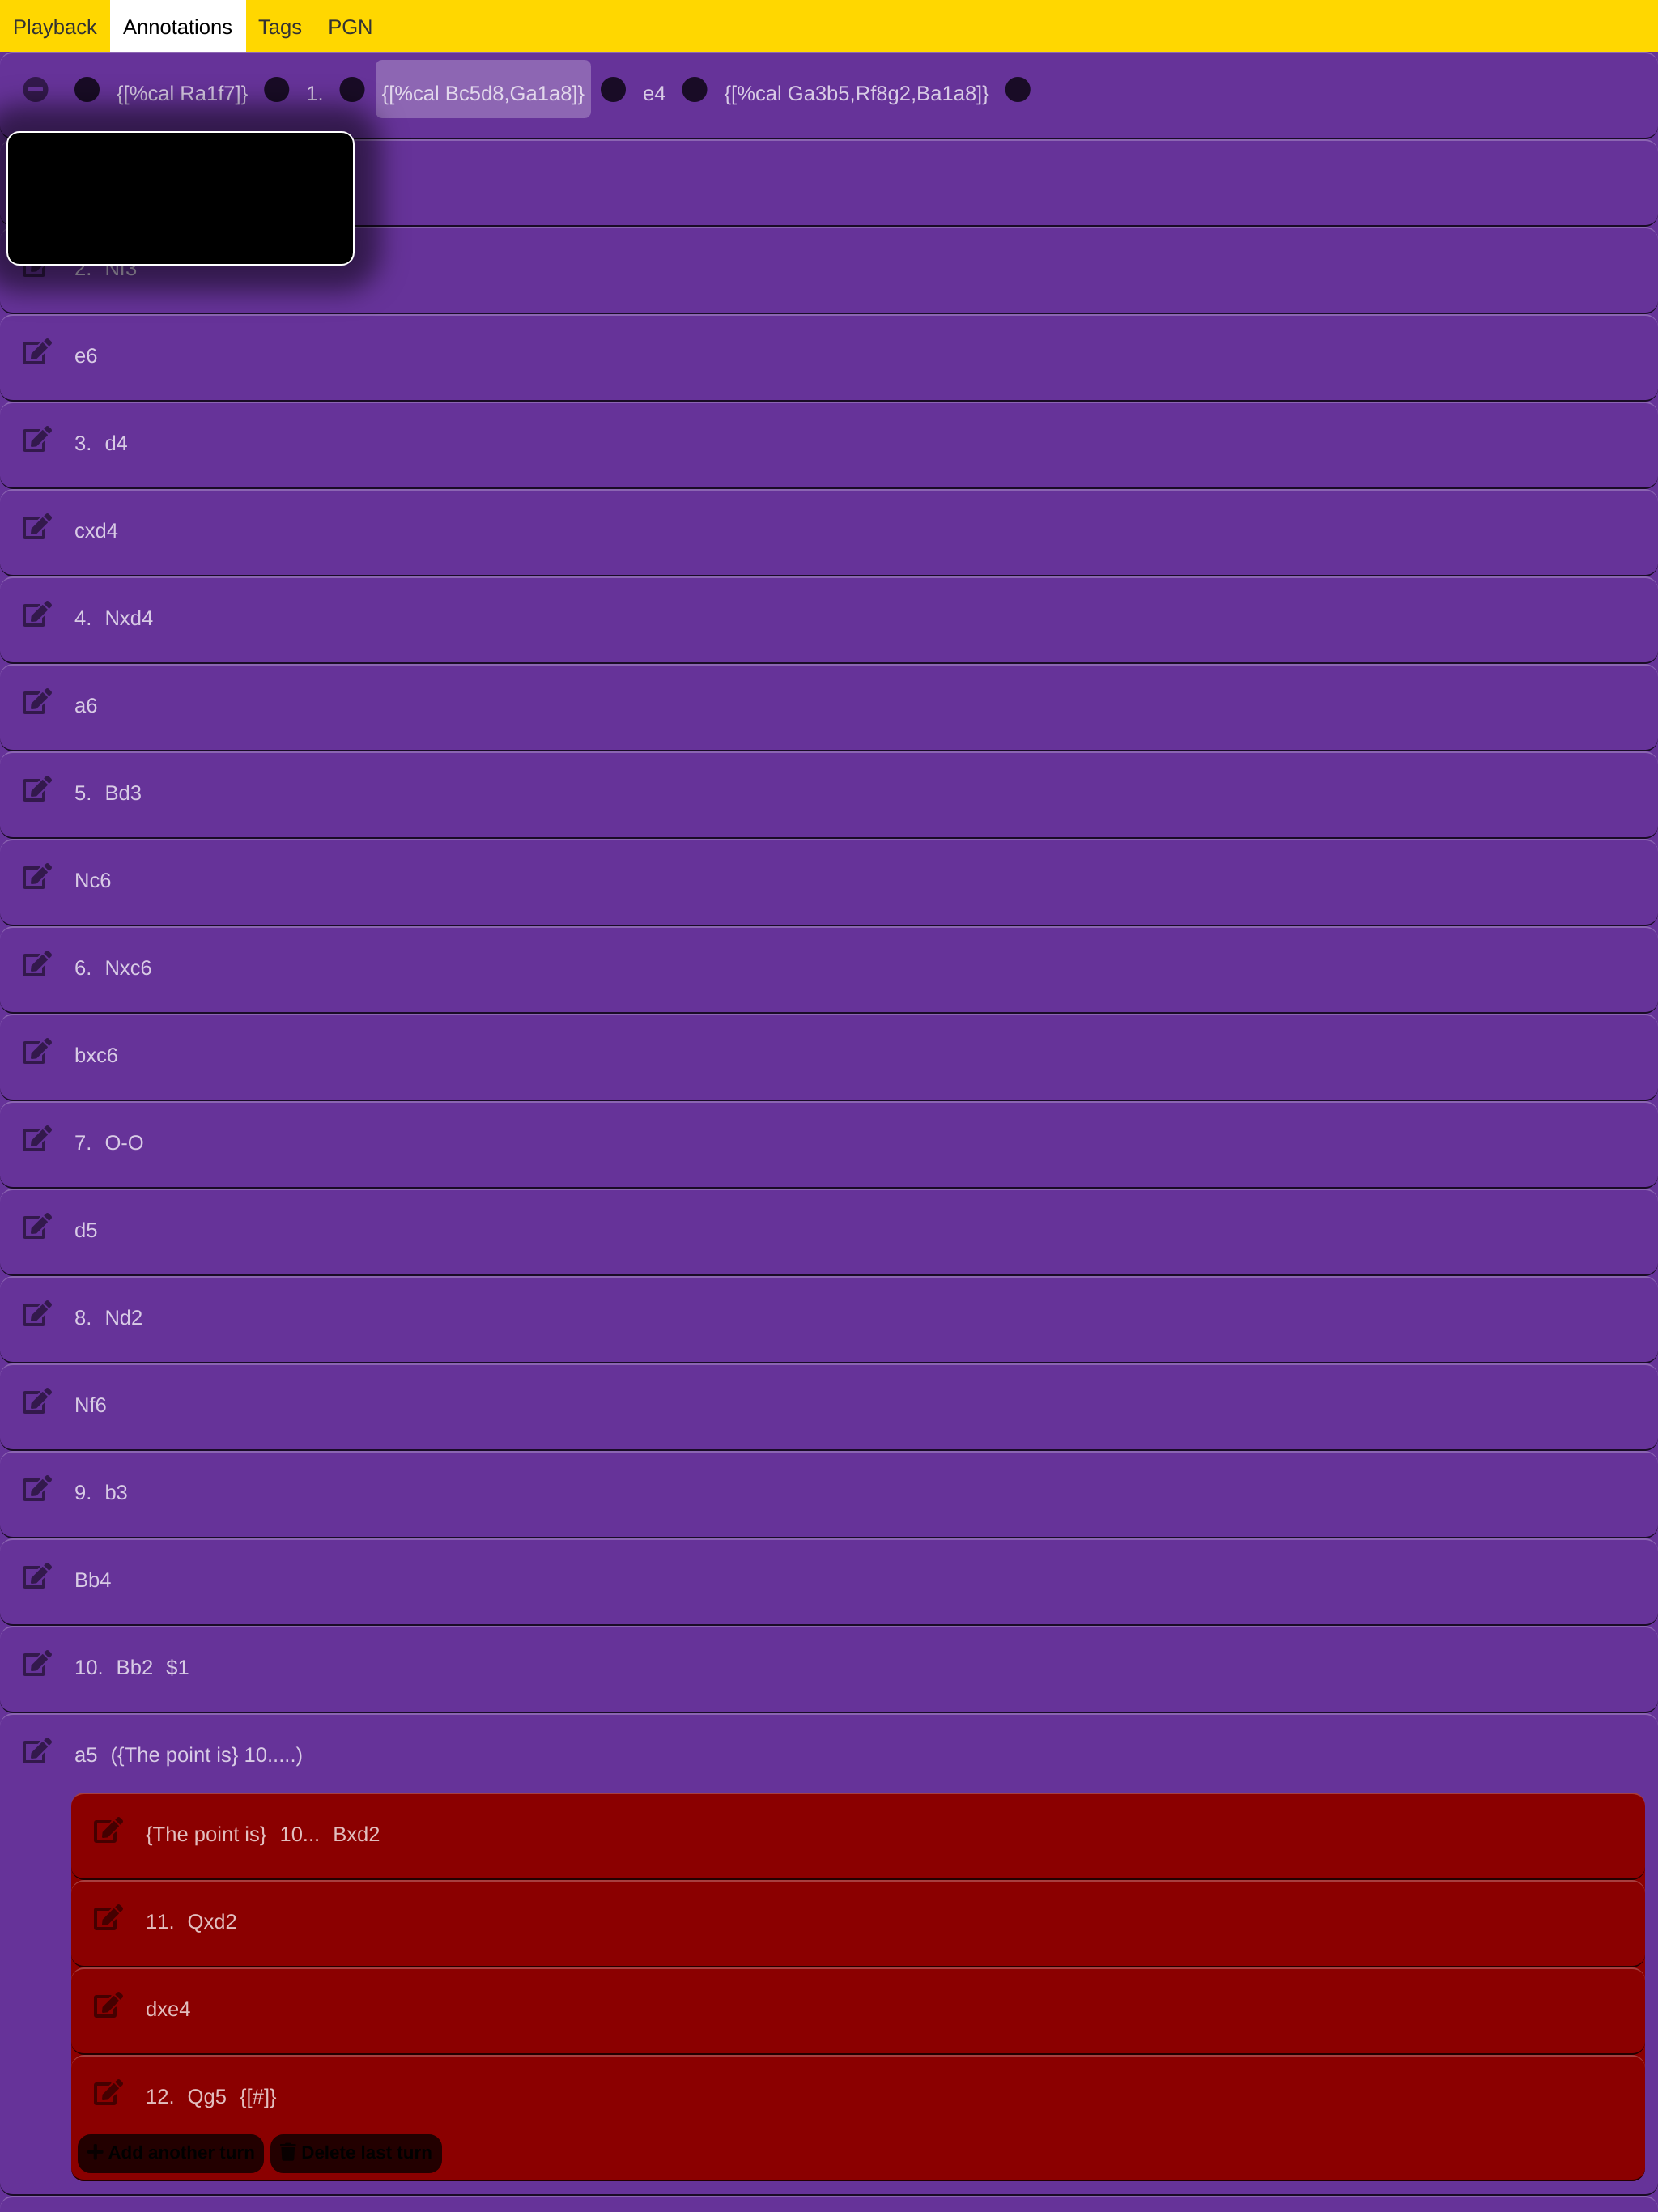 Playback Annotations Tags PGN
{[%cal Ra1f7]} 1. {[%cal Bc5d8,Ga1a8]} e4 {[%cal Ga3b5,Rf8g2,Ba1a8]}
2. Nf3
e6
3. d4
cxd4
4. Nxd4
a6
5. Bd3
Nc6
6. Nxc6
bxc6
7. O-O
d5
8. Nd2
Nf6
9. b3
Bb4
10. Bb2 $1
a5 ({The point is} 10.....)
{The point is} 10... Bxd2
11. Qxd2
dxe4
12. Qg5 {[#]}
Add another turn Delete last turn